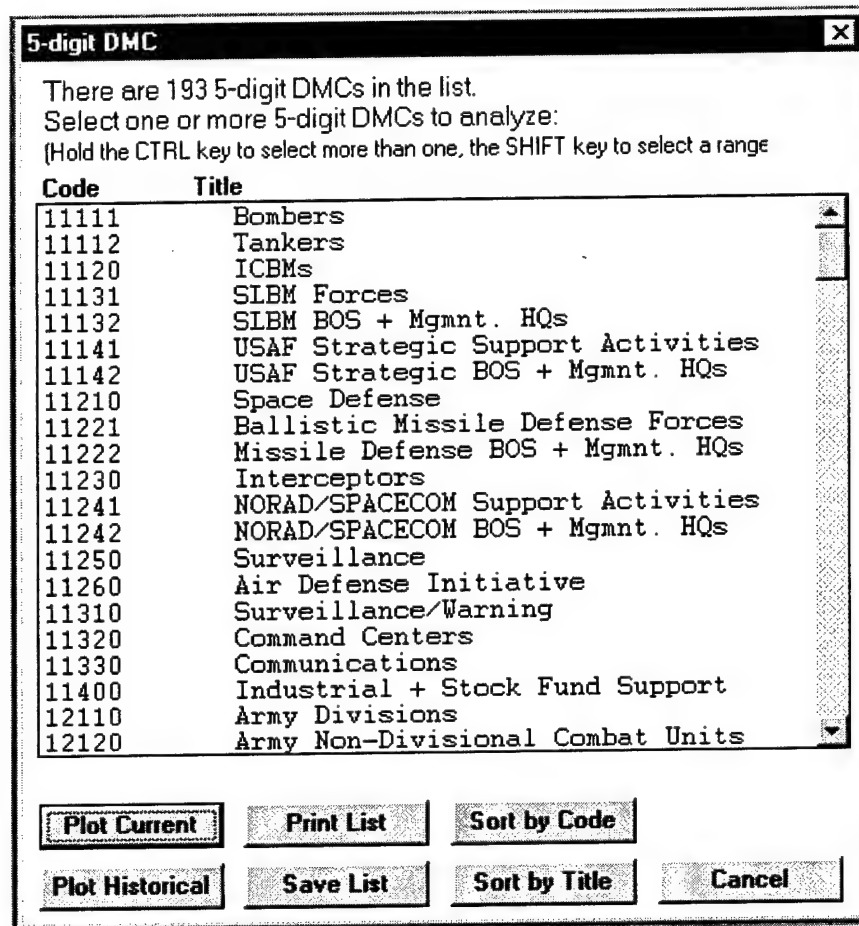 5-digit DMC
There are 193 5-digit DMCs in the list.
Select one or more 5-digit DMCs to analyze:
(Hold the CTRL key to select more than one, the SHIFT key to select a range
Code Title
11111 Bombers
11112 Tankers
11120 ICBMs
11131 SLBM Forces
11132 SLBM BOS + Mgmnt. HQs
11141 USAF Strategic Support Activities
11142 USAF Strategic BOS + Mgmnt. HQs
11210 Space Defense
11221 Ballistic Missile Defense Forces
11222 Missile Defense BOS + Mgmnt. HQs
11230 Interceptors
11241 NORAD/SPACECOM Support Activities
11242 NORAD/SPACECOM BOS + Mgmnt. HQs
11250 Surveillance
11260 Air Defense Initiative
11310 Surveillance/Warning
11320 Command Centers
11330 Communications
11400 Industrial + Stock Fund Support
12110 Army Divisions
12120 Army Non-Divisional Combat Units
Plot Current Print List Sort by Code
Plot Historical Save List Sort by Title Cancel